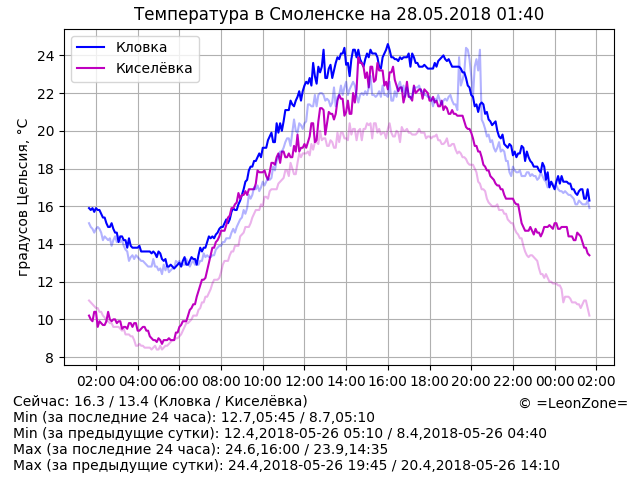 Температура в Смоленске на 28.05.2018 01:40
Кловка
Киселёвка
градусов Цельсия, °C
24
22
20
18
16
14
12
10
8
02:00 04:00 06:00 08:00 10:00 12:00 14:00 16:00 18:00 20:00 22:00 00:00 02:00
Сейчас: 16.3 / 13.4 (Кловка / Киселёвка)
© =LeonZone=
Min (за последние 24 часа): 12.7,05:45 / 8.7,05:10
Min (за предыдущие сутки): 12.4,2018-05-26 05:10 / 8.4,2018-05-26 04:40
Max (за последние 24 часа): 24.6,16:00 / 23.9,14:35
Max (за предыдущие сутки): 24.4,2018-05-26 19:45 / 20.4,2018-05-26 14:10